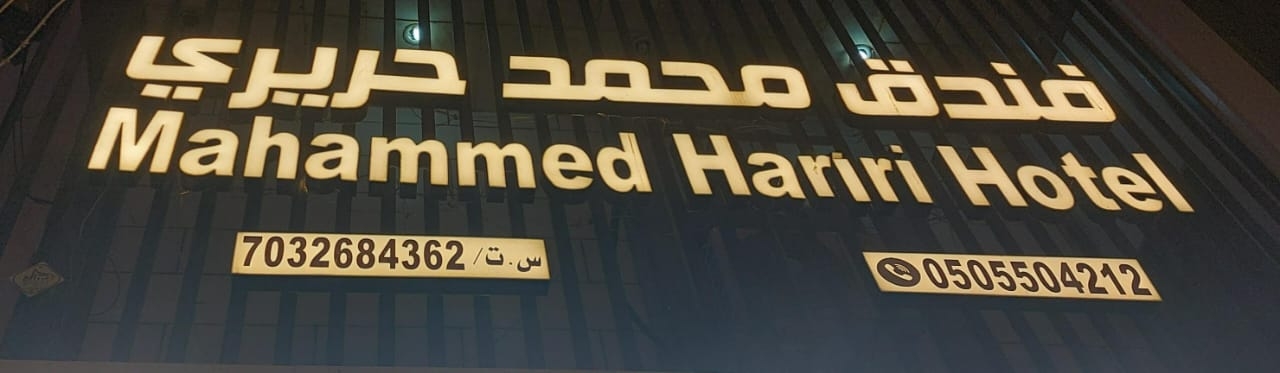 فندق محمد حريري
Mahammed Hariri Hotel
س.ت/ 7032684362
0505504212